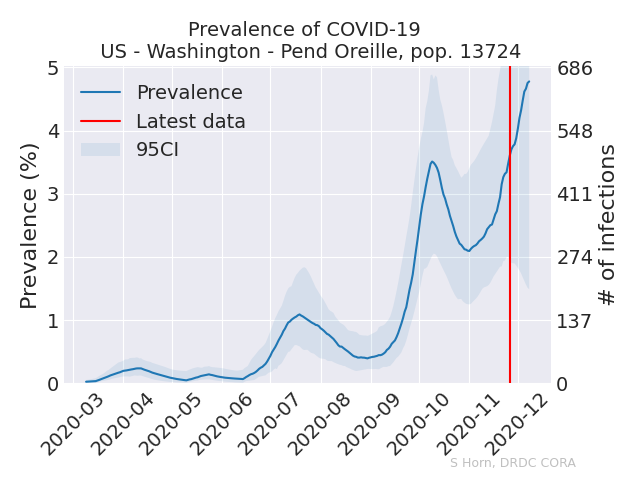 Prevalence of COVID-19
US - Washington - Pend Oreille, pop. 13724
Prevalence
Latest data
95CI
Prevalence (%)
5
4
3
2
1
0
686
548
411
274
137
0
# of infections
2020-03
2020-04
2020-05
2020-06
2020-07
2020-08
2020-09
2020-10
2020-11
2020-12
S Horn, DRDC CORA